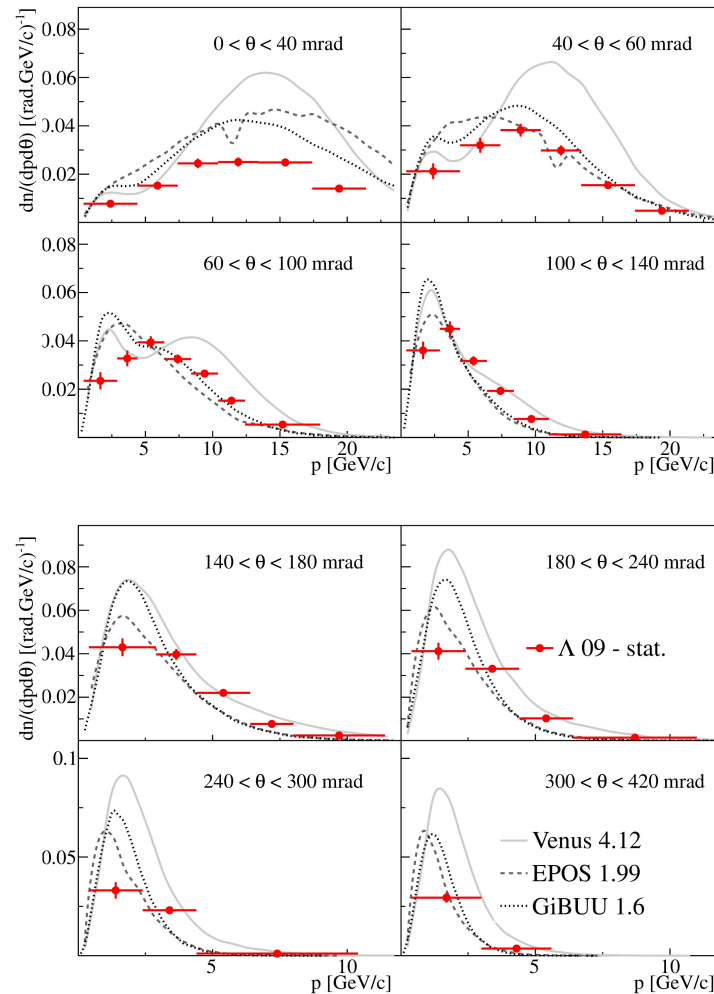 dn/(dpdθ) [(rad.GeV/c)⁻¹]
0.08
0.06
0.04
0.02
0 < θ < 40 mrad
40 < θ < 60 mrad
0.08
0.06
0.04
0.02
60 < θ < 100 mrad
100 < θ < 140 mrad
5 10 15 20
5 10 15 20
p [GeV/c]
p [GeV/c]
dn/(dpdθ) [(rad.GeV/c)⁻¹]
0.08
0.06
0.04
0.02
140 < θ < 180 mrad
180 < θ < 240 mrad
Λ 09 - stat.
0.1
0.05
240 < θ < 300 mrad
300 < θ < 420 mrad
Venus 4.12
EPOS 1.99
GiBUU 1.6
5 10
5 10
p [GeV/c]
p [GeV/c]